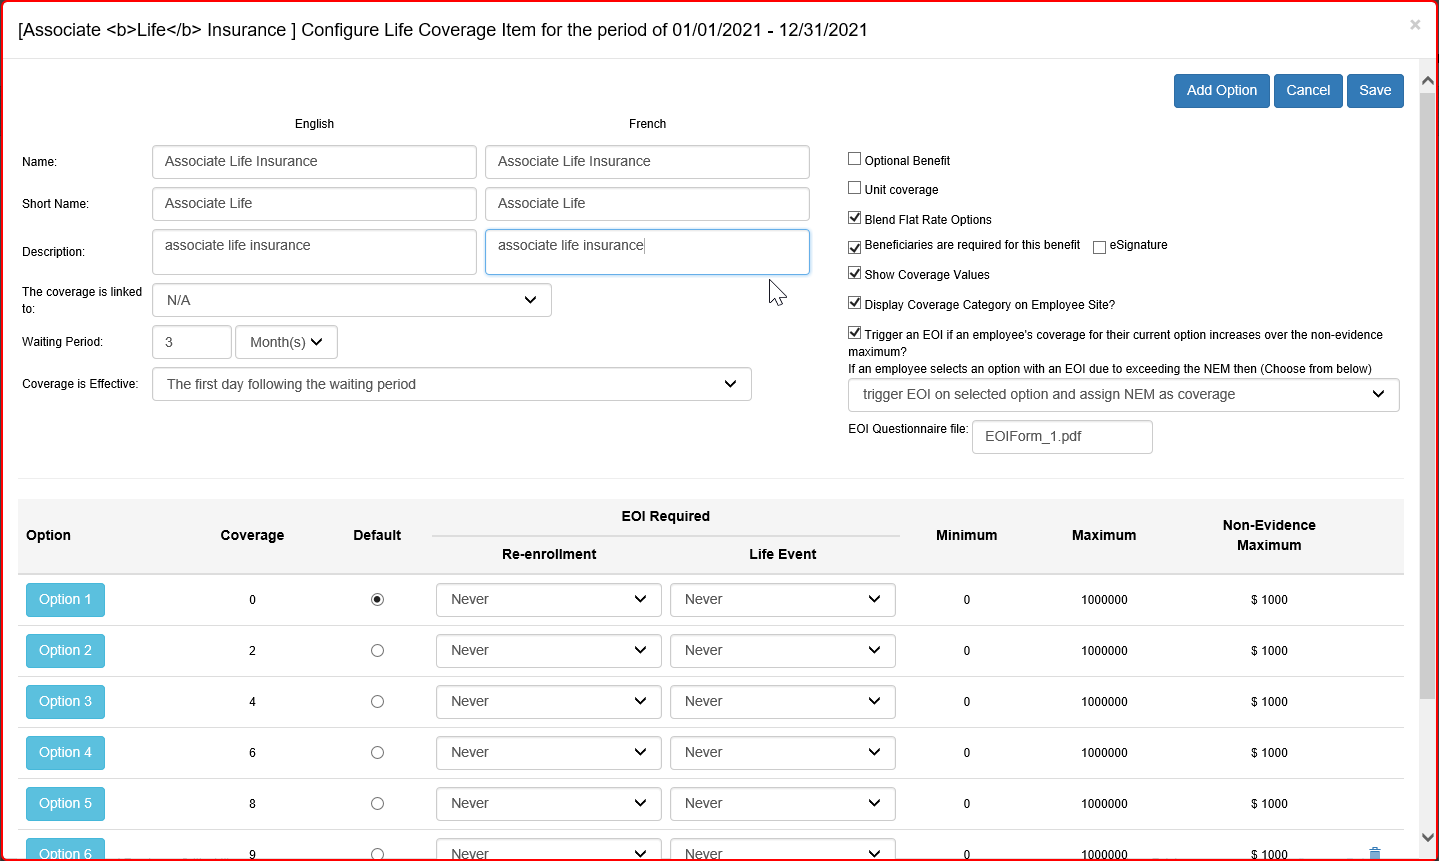 [Associate <b>Life</b> Insurance ] Configure Life Coverage Item for the period of 01/01/2021 - 12/31/2021
×
Add Option Cancel Save
English French
Name: Associate Life Insurance Associate Life Insurance
Short Name: Associate Life Associate Life
Description: associate life insurance associate life insurance
The coverage is linked
to: N/A
Waiting Period: 3 Month(s)
Coverage is Effective: The first day following the waiting period
Optional Benefit
Unit coverage
Blend Flat Rate Options
Beneficiaries are required for this benefit eSignature
Show Coverage Values
Display Coverage Category on Employee Site?
Trigger an EOI if an employee's coverage for their current option increases over the non-evidence
maximum?
If an employee selects an option with an EOI due to exceeding the NEM then (Choose from below)
trigger EOI on selected option and assign NEM as coverage
EOI Questionnaire file: EOIForm_1.pdf
Option Coverage Default EOI Required Minimum Maximum Non-Evidence
Maximum
Re-enrollment Life Event
Option 1 0 Never Never 0 1000000 $ 1000
Option 2 2 Never Never 0 1000000 $ 1000
Option 3 4 Never Never 0 1000000 $ 1000
Option 4 6 Never Never 0 1000000 $ 1000
Option 5 8 Never Never 0 1000000 $ 1000
Option 6 9 Never Never 0 1000000 $ 1000